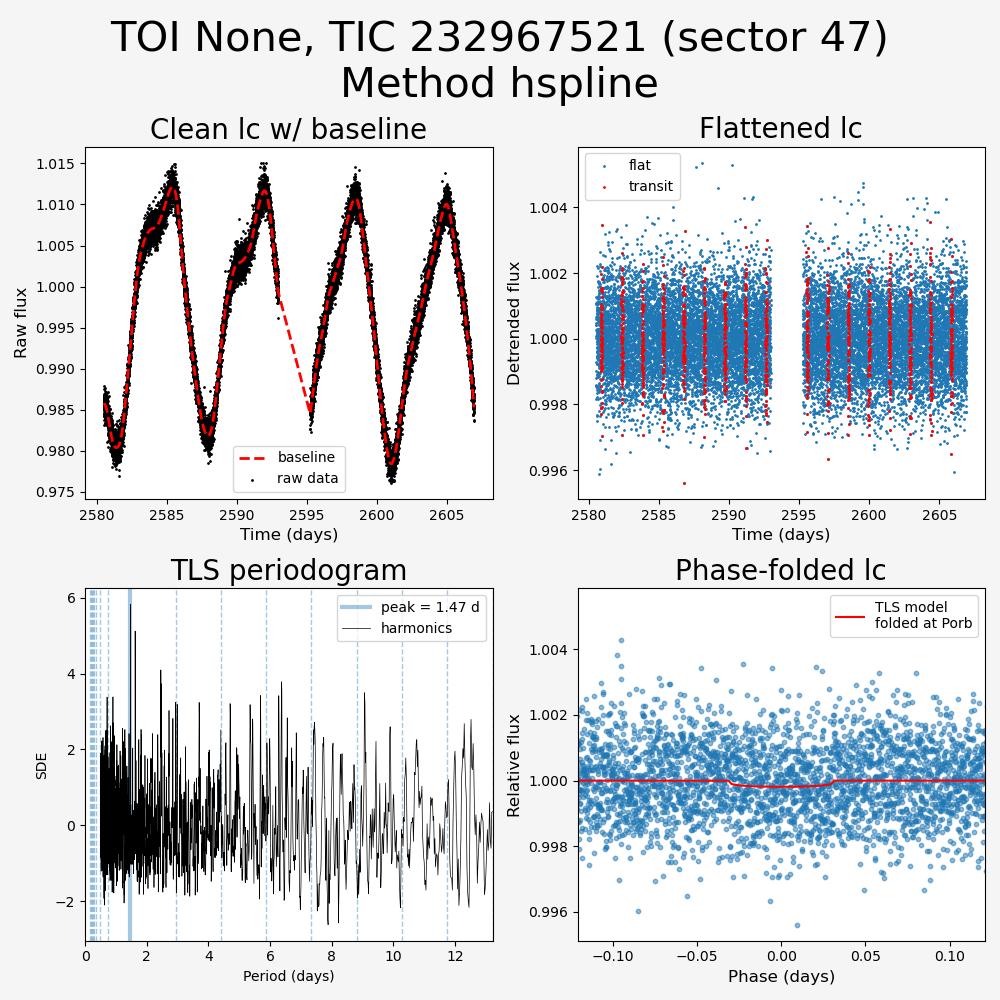 TOI None, TIC 232967521 (sector 47)
Method hspline
Clean lc w/ baseline
Raw flux
1.015
1.010
1.005
1.000
0.995
0.990
0.985
0.980
0.975
baseline
raw data
2580 2585 2590 2595 2600 2605
Time (days)
Flattened lc
Detrended flux
1.004
1.002
1.000
0.998
0.996
flat
transit
2580 2585 2590 2595 2600 2605
Time (days)
TLS periodogram
SDE
6
4
2
0
−2
peak = 1.47 d
harmonics
0 2 4 6 8 10 12
Period (days)
Phase-folded lc
Relative flux
1.004
1.002
1.000
0.998
0.996
TLS model
folded at Porb
−0.10 −0.05 0.00 0.05 0.10
Phase (days)